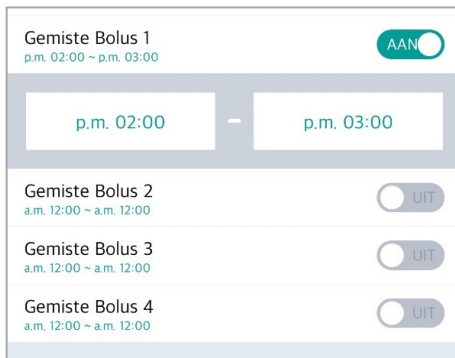 Gemiste Bolus 1
p.m. 02:00 ~ p.m. 03:00
AAN
p.m. 02:00 - p.m. 03:00
Gemiste Bolus 2
a.m. 12:00 ~ a.m. 12:00
UIT
Gemiste Bolus 3
a.m. 12:00 ~ a.m. 12:00
UIT
Gemiste Bolus 4
a.m. 12:00 ~ a.m. 12:00
UIT